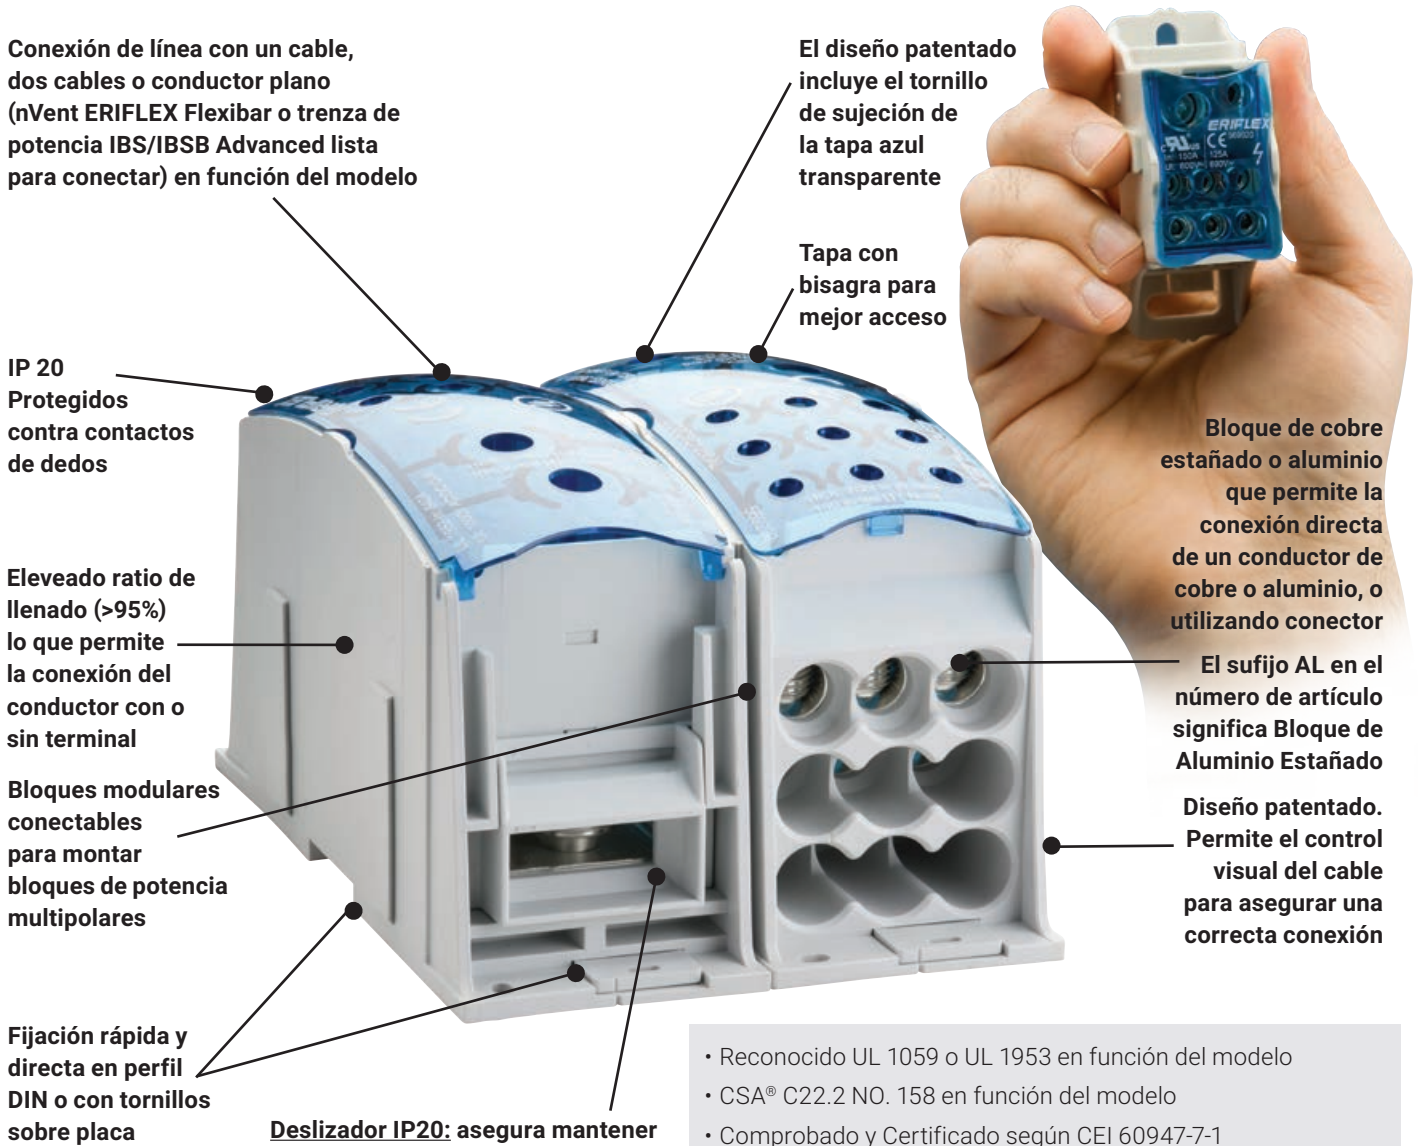 Conexión de línea con un cable,
dos cables o conductor plano
(nVent ERIFLEX Flexibar o trenza de
potencia IBS/IBSB Advanced lista
para conectar) en función del modelo
El diseño patentado
incluye el tornillo
de sujeción de
la tapa azul
transparente
Tapa con
bisagra para
mejor acceso
ERIFLEX
IP 20
Protegidos
contra contactos
de dedos
Eleveado ratio de
llenado (>95%)
lo que permite
la conexión del
conductor con o
sin terminal
Bloques modulares
conectables
para montar
bloques de potencia
multipolares
Fijación rápida y
directa en perfil
DIN o con tornillos
sobre placa
Bloque de cobre
estañado o aluminio
que permite la
conexión directa
de un conductor de
cobre o aluminio, o
utilizando conector
El sufijo AL en el
número de artículo
significa Bloque de
Aluminio Estañado
Diseño patentado.
Permite el control
visual del cable
para asegurar una
correcta conexión
Deslizador IP20: asegura mantener
• Reconocido UL 1059 o UL 1953 en función del modelo
• CSA® C22.2 NO. 158 en función del modelo
• Comprobado y Certificado según CEI 60947-7-1